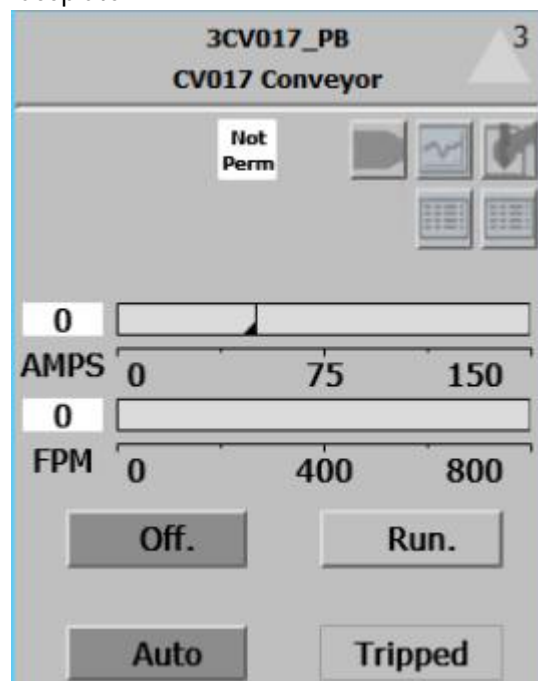 3CV017_PB
3
CV017 Conveyor
Not
Perm
0
AMPS
0 75 150
0
FPM
0 400 800
Off. Run.
Auto Tripped